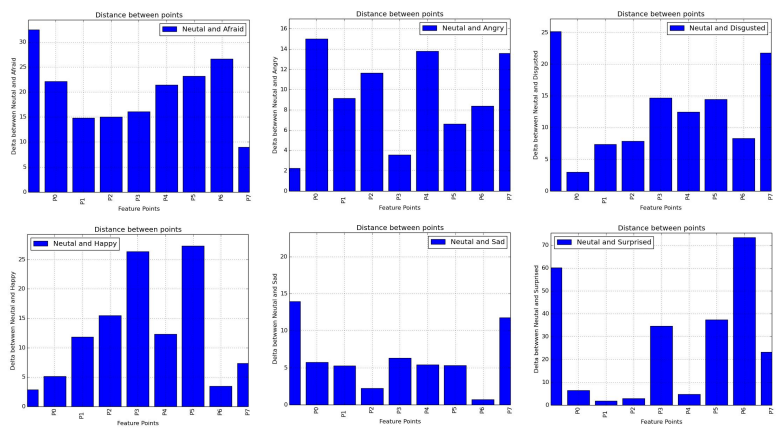 Distance between points
Neutal and Afraid
Delta between Neutal and Afraid
35
30
25
20
15
10
5
0
P0
P1
P2
P3
P4
P5
P6
P7
Feature Points
Distance between points
Neutal and Angry
Delta betwwen Neutal and Angry
16
14
12
10
8
6
4
2
0
P0
P1
P2
P3
P4
P5
P6
P7
Feature Points
Distance between points
Neutal and Disgusted
Delta betwwen Neutal and Disgusted
25
20
15
10
5
0
P0
P1
P2
P3
P4
P5
P6
P7
Feature Points
Distance between points
Neutal and Happy
Delta betwwen Neutal and Happy
25
20
15
10
5
0
P0
P1
P2
P3
P4
P5
P6
P7
Feature Points
Distance between points
Neutal and Sad
Delta betwwen Neutal and Sad
20
15
10
5
0
P0
P1
P2
P3
P4
P5
P6
P7
Feature Points
Distance between points
Neutal and Surprised
Delta betwwen Neutal and Surprised
70
60
50
40
30
20
10
0
P0
P1
P2
P3
P4
P5
P6
P7
Feature Points